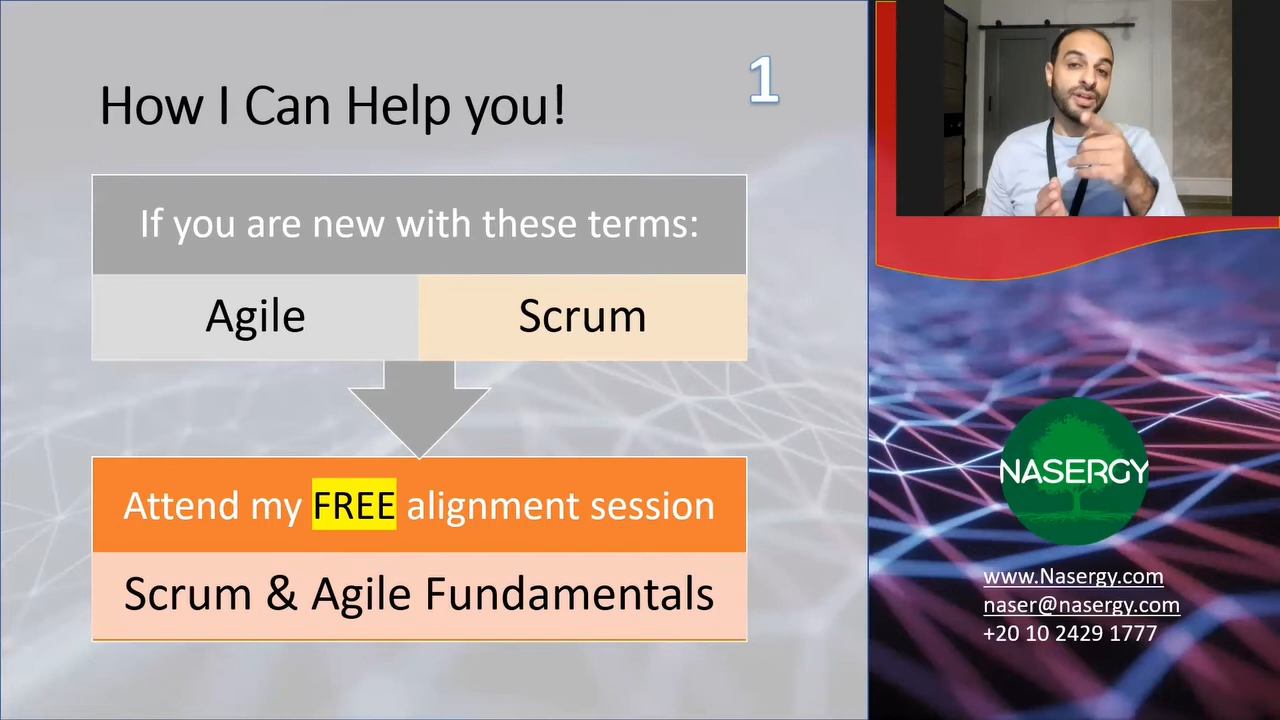 How I Can Help you!
1
If you are new with these terms:
Agile
Scrum
Attend my FREE alignment session
Scrum & Agile Fundamentals
NASERGY
www.Nasergy.com
naser@nasergy.com
+20 10 2429 1777